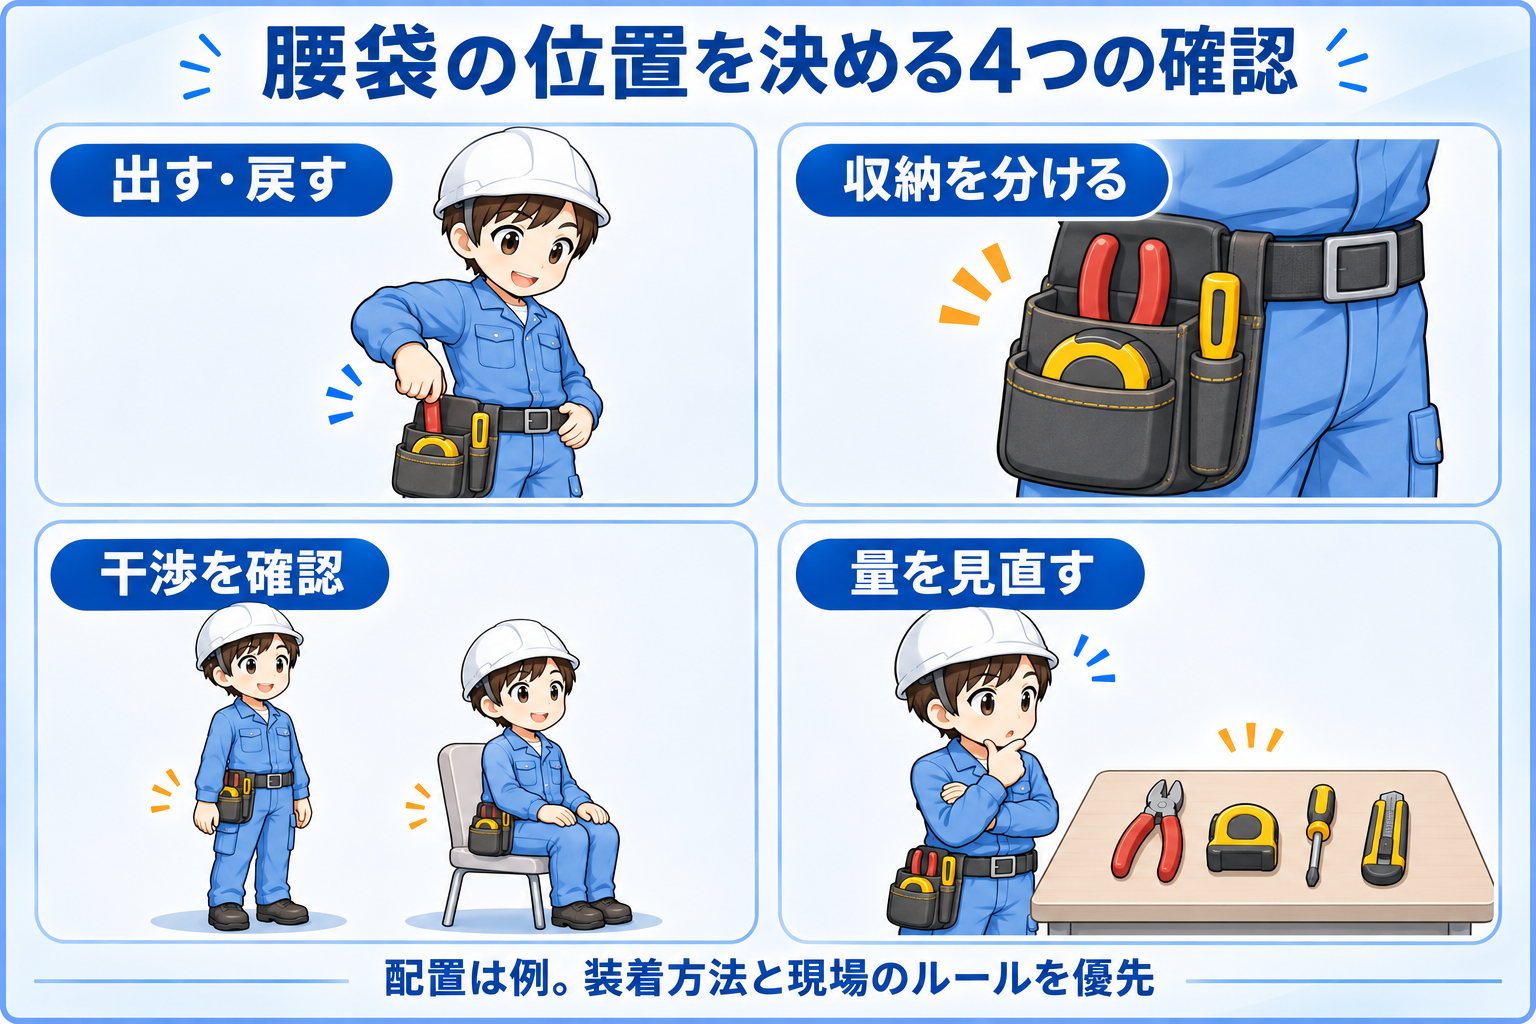 腰袋の位置を決める4つの確認
出す・戻す
収納を分ける
干渉を確認
量を見直す
配置は例。装着方法と現場のルールを優先